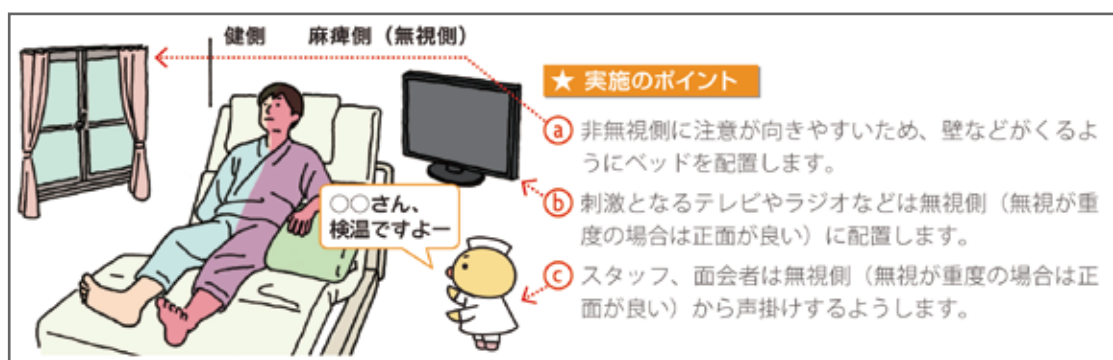 健側 麻痺側（無視側）
★ 実施のポイント
ⓐ 非無視側に注意が向きやすいため、壁などがくるよ
うにベッドを配置します。
ⓑ 刺激となるテレビやラジオなどは無視側（無視が重
度の場合は正面が良い）に配置します。
○○さん、
検温ですよー
ⓒ スタッフ、面会者は無視側（無視が重度の場合は正
面が良い）から声掛けするようします。